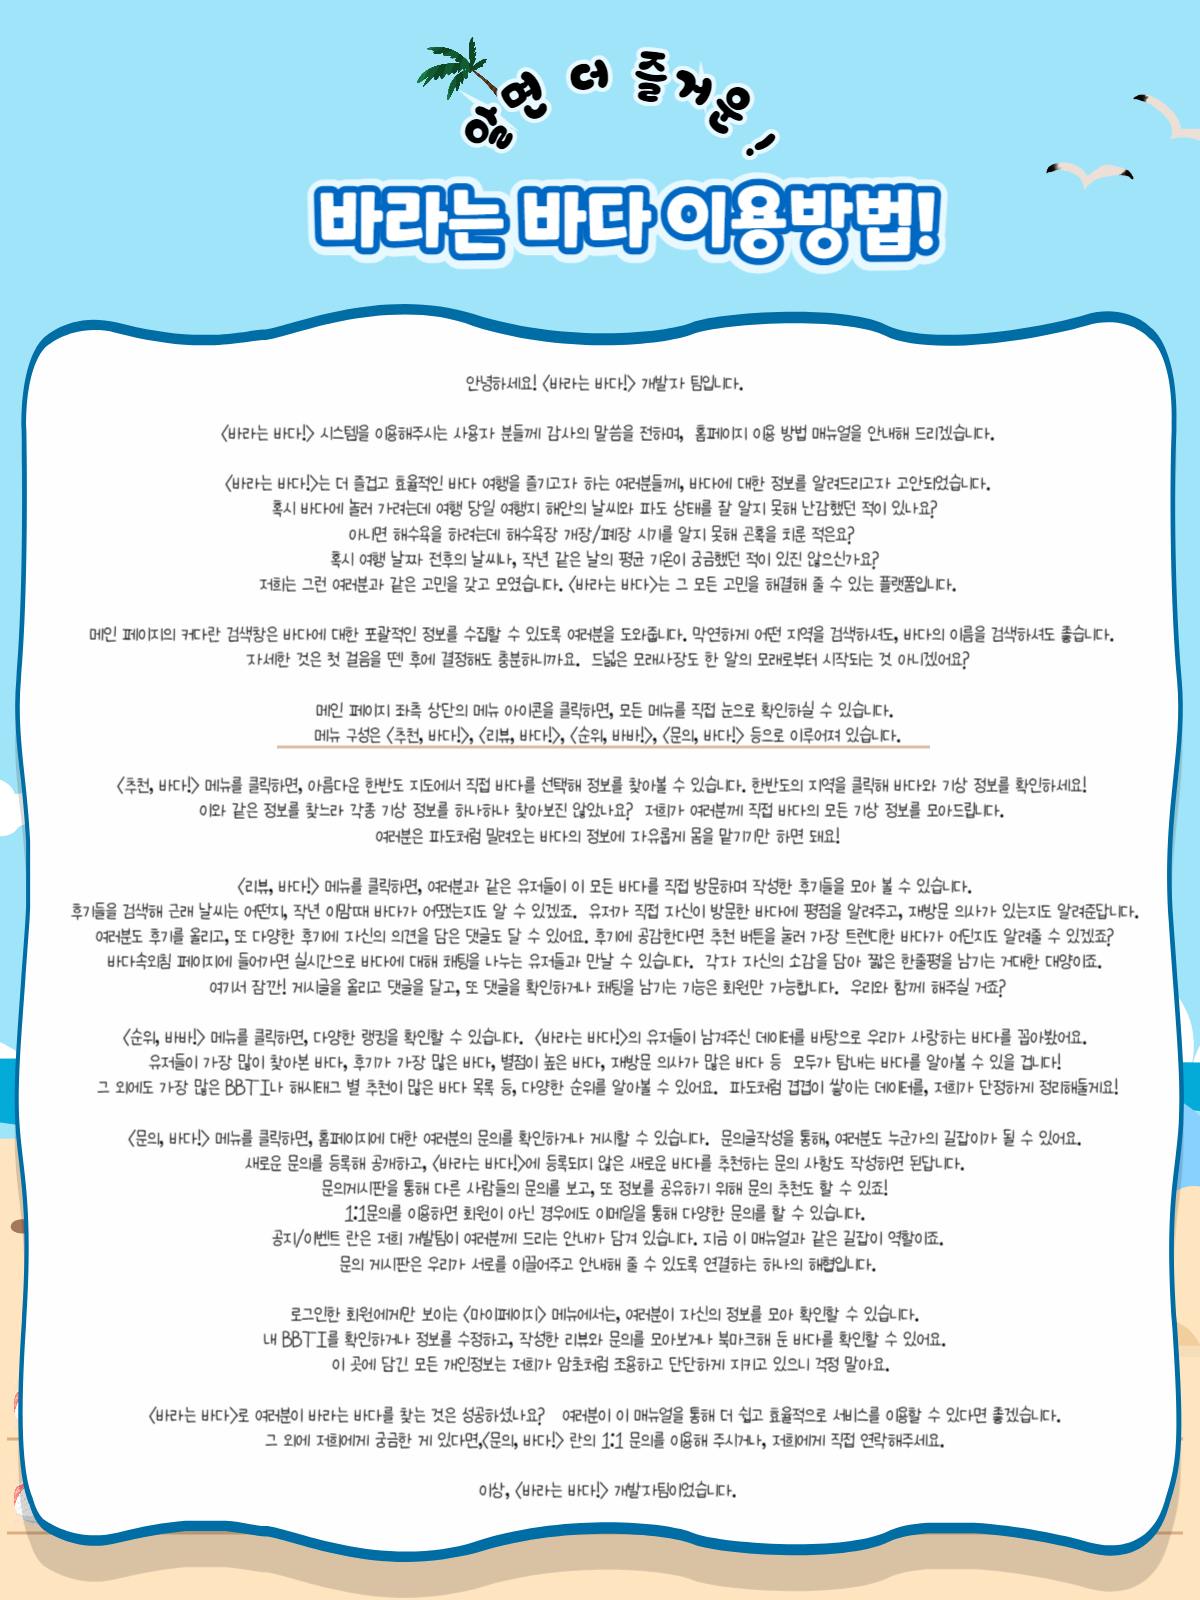 알면 더 즐거운!
바라는 바다 이용방법!
안녕하세요! <바라는 바다!> 개발자 팀입니다.
<바라는 바다!> 시스템을 이용해주시는 사용자 분들께 감사의 말씀을 전하며, 홈페이지 이용 방법 매뉴얼을 안내해 드리겠습니다.
<바라는 바다!>는 더 즐겁고 효율적인 바다 여행을 즐기고자 하는 여러분들께, 바다에 대한 정보를 알려드리고자 고안되었습니다.
혹시 바다에 놀러 가려는데 여행 당일 여행지 해안의 날씨와 파도 상태를 잘 알지 못해 난감했던 적이 있나요?
아니면 해수욕을 하려는데 해수욕장 개장/폐장 시기를 알지 못해 곤혹을 치룬 적은요?
혹시 여행 날짜 전후의 날씨나, 작년 같은 날의 평균 기온이 궁금했던 적이 있진 않으신가요?
저희는 그런 여러분과 같은 고민을 갖고 모였습니다. <바라는 바다>는 그 모든 고민을 해결해 줄 수 있는 플랫폼입니다.
메인 페이지의 커다란 검색창은 바다에 대한 포괄적인 정보를 수집할 수 있도록 여러분을 도와줍니다. 막연하게 어떤 지역을 검색하셔도, 바다의 이름을 검색하셔도 좋습니다.
자세한 것은 첫 걸음을 뗀 후에 결정해도 충분하니까요. 드넓은 모래사장도 한 알의 모래로부터 시작되는 것 아니겠어요?
메인 페이지 좌측 상단의 메뉴 아이콘을 클릭하면, 모든 메뉴를 직접 눈으로 확인하실 수 있습니다.
메뉴 구성은 <추천, 바다!>, <리뷰, 바다!>, <순위, 바바!>, <문의, 바다!> 등으로 이루어져 있습니다.
<추천, 바다!> 메뉴를 클릭하면, 아름다운 한반도 지도에서 직접 바다를 선택해 정보를 찾아볼 수 있습니다. 한반도의 지역을 클릭해 바다와 기상 정보를 확인하세요!
이와 같은 정보를 찾느라 각종 기상 정보를 하나하나 찾아보진 않았나요? 저희가 여러분께 직접 바다의 모든 기상 정보를 모아드립니다.
여러분은 파도처럼 밀려오는 바다의 정보에 자유롭게 몸을 맡기기만 하면 돼요!
<리뷰, 바다!> 메뉴를 클릭하면, 여러분과 같은 유저들이 이 모든 바다를 직접 방문하며 작성한 후기들을 모아 볼 수 있습니다.
후기들을 검색해 근래 날씨는 어떤지, 작년 이맘때 바다가 어땠는지도 알 수 있겠죠. 유저가 직접 자신이 방문한 바다에 평점을 알려주고, 재방문 의사가 있는지도 알려준답니다.
여러분도 후기를 올리고, 또 다양한 후기에 자신의 의견을 담은 댓글도 달 수 있어요. 후기에 공감한다면 추천 버튼을 눌러 가장 트렌디한 바다가 어딘지도 알려줄 수 있겠죠?
바다속외침 페이지에 들어가면 실시간으로 바다에 대해 채팅을 나누는 유저들과 만날 수 있습니다. 각자 자신의 소감을 담아 짧은 한줄평을 남기는 거대한 대양이죠.
여기서 잠깐! 게시글을 올리고 댓글을 달고, 또 댓글을 확인하거나 채팅을 남기는 기능은 회원만 가능합니다. 우리와 함께 해주실 거죠?
<순위, 바바!> 메뉴를 클릭하면, 다양한 랭킹을 확인할 수 있습니다. <바라는 바다!>의 유저들이 남겨주신 데이터를 바탕으로 우리가 사랑하는 바다를 꼽아봤어요.
유저들이 가장 많이 찾아본 바다, 후기가 가장 많은 바다, 별점이 높은 바다, 재방문 의사가 많은 바다 등 모두가 탐내는 바다를 알아볼 수 있을 겁니다!
그 외에도 가장 많은 BBTI나 해시태그 별 추천이 많은 바다 목록 등, 다양한 순위를 알아볼 수 있어요. 파도처럼 겹겹이 쌓이는 데이터를, 저희가 단정하게 정리해둘게요!
<문의, 바다!> 메뉴를 클릭하면, 홈페이지에 대한 여러분의 문의를 확인하거나 게시할 수 있습니다. 문의글작성을 통해, 여러분도 누군가의 길잡이가 될 수 있어요.
새로운 문의를 등록해 공개하고, <바라는 바다!>에 등록되지 않은 새로운 바다를 추천하는 문의 사항도 작성하면 된답니다.
문의게시판을 통해 다른 사람들의 문의를 보고, 또 정보를 공유하기 위해 문의 추천도 할 수 있죠!
1:1문의를 이용하면 회원이 아닌 경우에도 이메일을 통해 다양한 문의를 할 수 있습니다.
공지/이벤트 란은 저희 개발팀이 여러분께 드리는 안내가 담겨 있습니다. 지금 이 매뉴얼과 같은 길잡이 역할이죠.
문의 게시판은 우리가 서로를 이끌어주고 안내해 줄 수 있도록 연결하는 하나의 해협입니다.
로그인한 회원에게만 보이는 <마이페이지> 메뉴에서는, 여러분이 자신의 정보를 모아 확인할 수 있습니다.
내 BBTI를 확인하거나 정보를 수정하고, 작성한 리뷰와 문의를 모아보거나 북마크해 둔 바다를 확인할 수 있어요.
이 곳에 담긴 모든 개인정보는 저희가 암초처럼 조용하고 단단하게 지키고 있으니 걱정 말아요.
<바라는 바다>로 여러분이 바라는 바다를 찾는 것은 성공하셨나요? 여러분이 이 매뉴얼을 통해 더 쉽고 효율적으로 서비스를 이용할 수 있다면 좋겠습니다.
그 외에 저희에게 궁금한 게 있다면,<문의, 바다!> 란의 1:1 문의를 이용해 주시거나, 저희에게 직접 연락해주세요.
이상, <바라는 바다!> 개발자팀이었습니다.